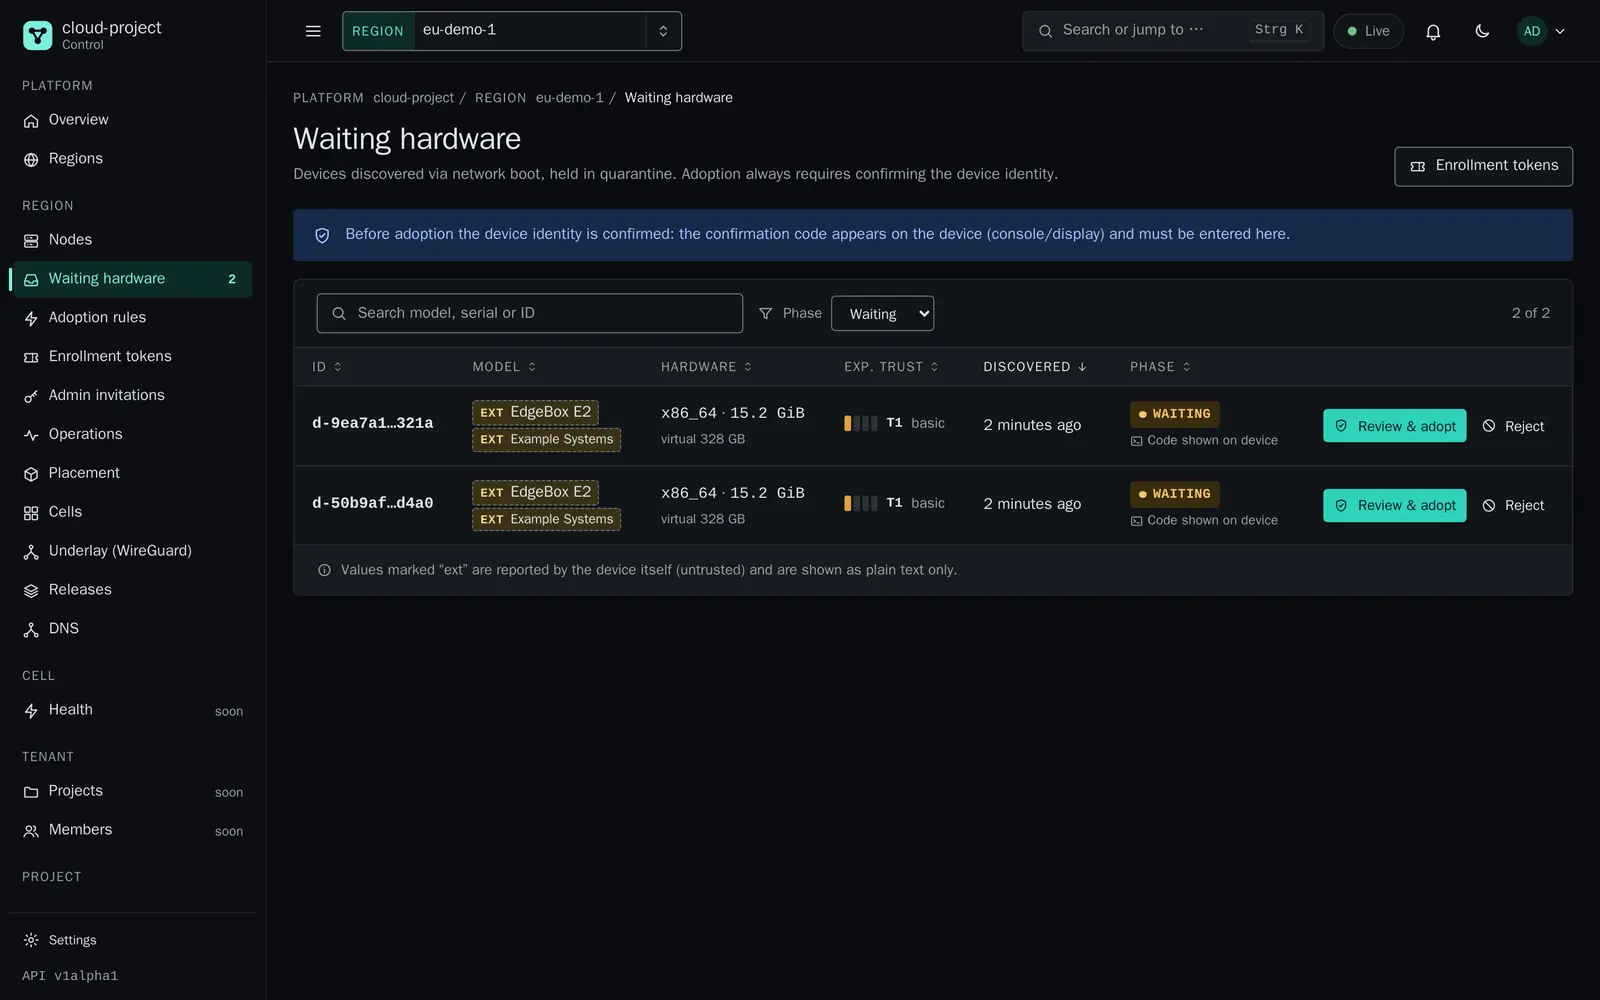 cloud-project
Control
REGION eu-demo-1
Search or jump to ··· Strg K
Live
AD
PLATFORM
Overview
Regions
REGION
Nodes
Waiting hardware 2
Adoption rules
Enrollment tokens
Admin invitations
Operations
Placement
Cells
Underlay (WireGuard)
Releases
DNS
CELL
Health soon
TENANT
Projects soon
Members soon
PROJECT
Settings
API v1alpha1
PLATFORM cloud-project / REGION eu-demo-1 / Waiting hardware
Waiting hardware
Devices discovered via network boot, held in quarantine. Adoption always requires confirming the device identity.
Enrollment tokens
Before adoption the device identity is confirmed: the confirmation code appears on the device (console/display) and must be entered here.
Search model, serial or ID
Phase Waiting
2 of 2
ID MODEL HARDWARE EXP. TRUST DISCOVERED ↓ PHASE
d-9ea7a1…321a
EXT EdgeBox E2
EXT Example Systems
x86_64 · 15.2 GiB
virtual 328 GB
T1 basic
2 minutes ago
WAITING
Code shown on device
Review & adopt
Reject
d-50b9af…d4a0
EXT EdgeBox E2
EXT Example Systems
x86_64 · 15.2 GiB
virtual 328 GB
T1 basic
2 minutes ago
WAITING
Code shown on device
Review & adopt
Reject
Values marked “ext” are reported by the device itself (untrusted) and are shown as plain text only.